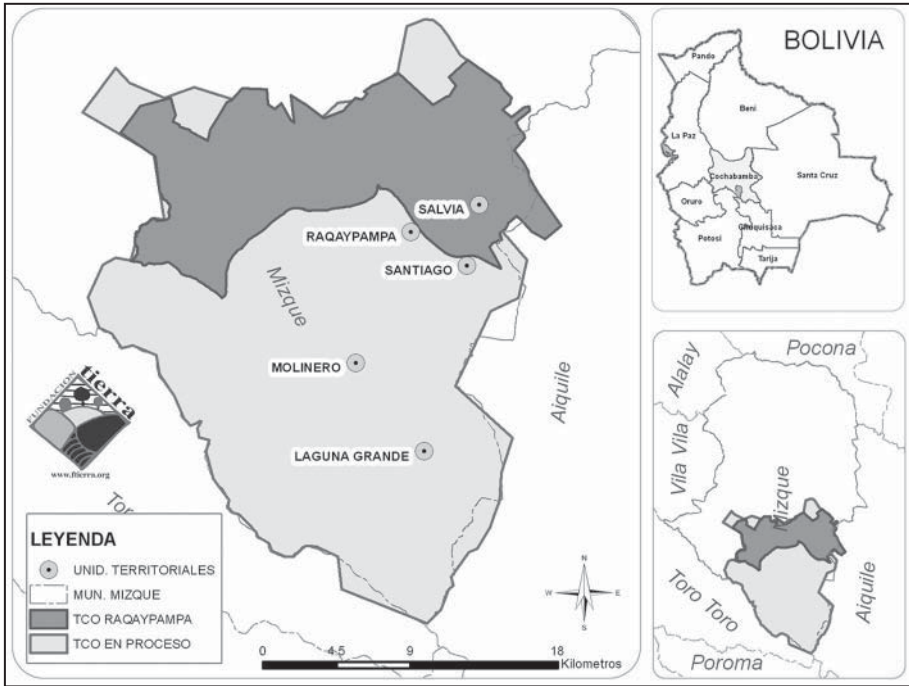 SALVIA
RAQAYPAMPA
SANTIAGO
Mizque
MOLINERO
LAGUNA GRANDE
Aiquile
FUNDACION
tierra
www.ftierra.org
LEYENDA
UNID. TERRITORIALES
MUN. MIZQUE
TCO RAQAYPAMPA
TCO EN PROCESO
N
W E
S
0 4.5 9 18
Kilometros
BOLIVIA
Pando
Beni
La Paz
Cochabamba
Santa Cruz
Oruro
Chuquisaca
Potosi
Tarija
Pocona
Alalay
Vila Vila
Mizque
Aiquile
Toro Toro
Poroma